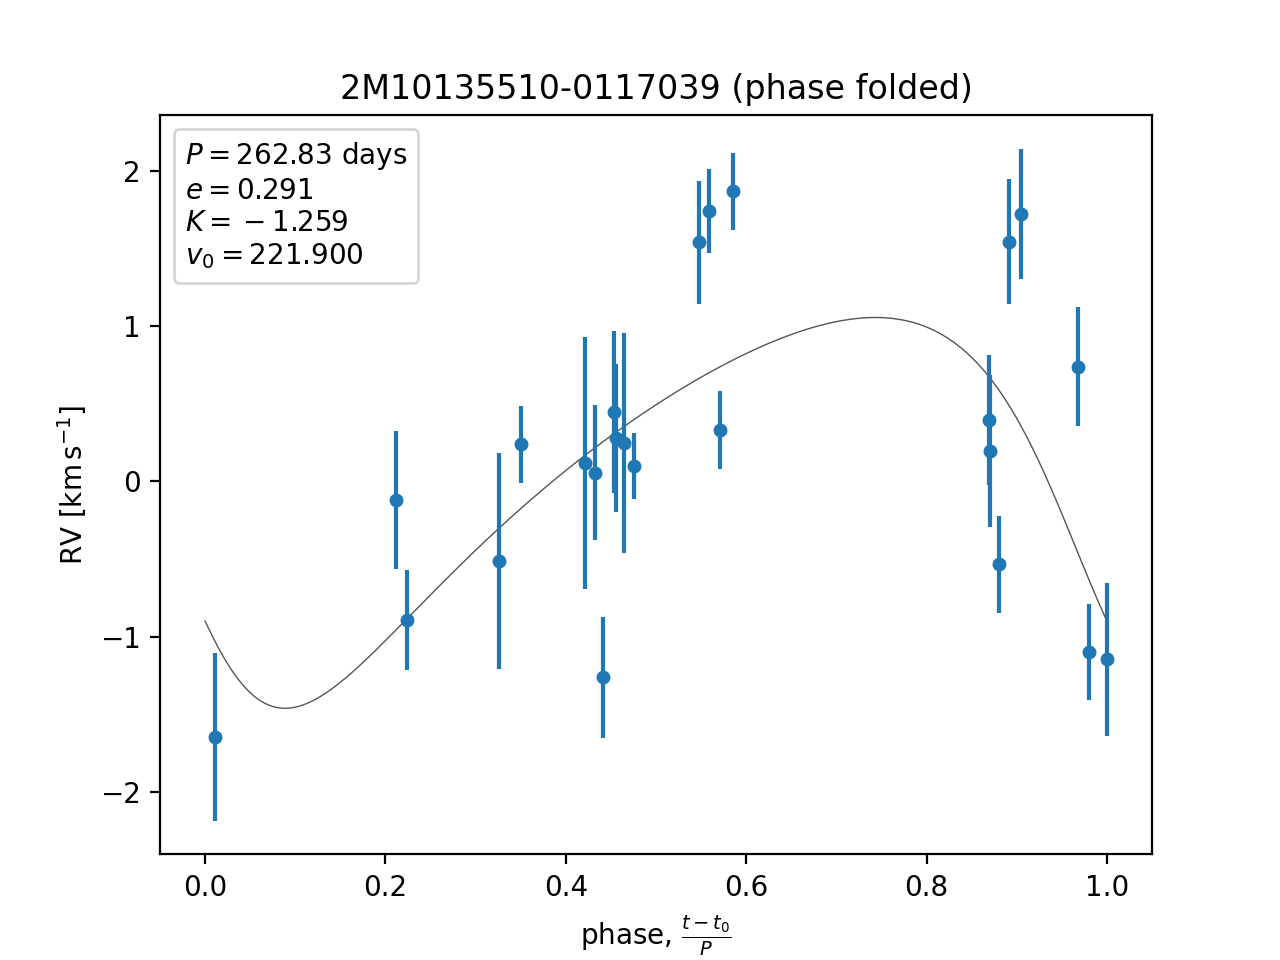 2M10135510-0117039 (phase folded)
P = 262.83 days
e = 0.291
K = −1.259
v₀ = 221.900
2
1
0
−1
−2
RV [km s⁻¹]
0.0 0.2 0.4 0.6 0.8 1.0
phase, (t − t₀)/P